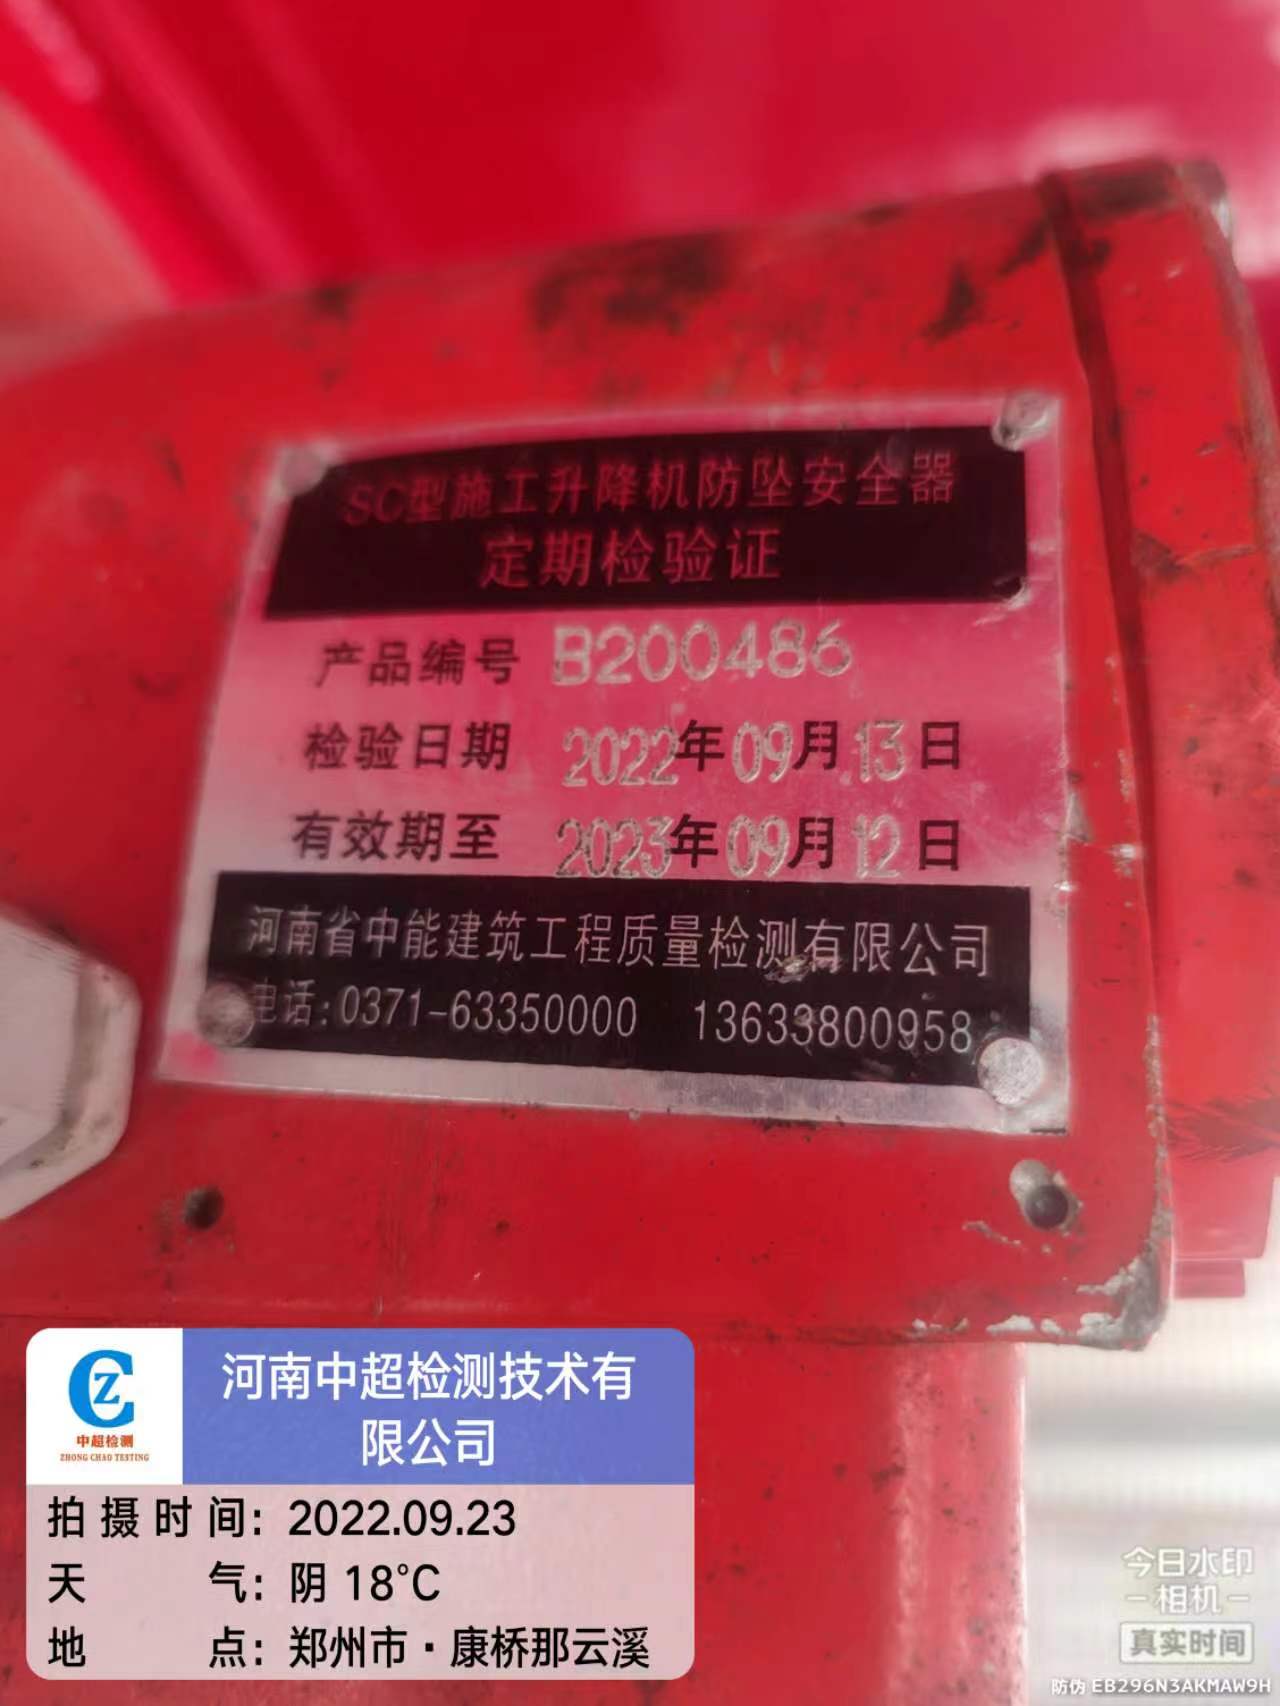 SC型施工升降机防坠安全器
定期检验证
产品编号 B200486
检验日期 2022年09月13日
有效期至 2023年09月12日
河南省中能建筑工程质量检测有限公司
电话:0371-63350000 13633800958
中超检测
ZHONG CHAO TESTING
河南中超检测技术有
限公司
拍摄时间: 2022.09.23
天气: 阴 18°C
地点: 郑州市·康桥那云溪
今日水印
相机
真实时间
防伪 EB296N3AKMAW9H